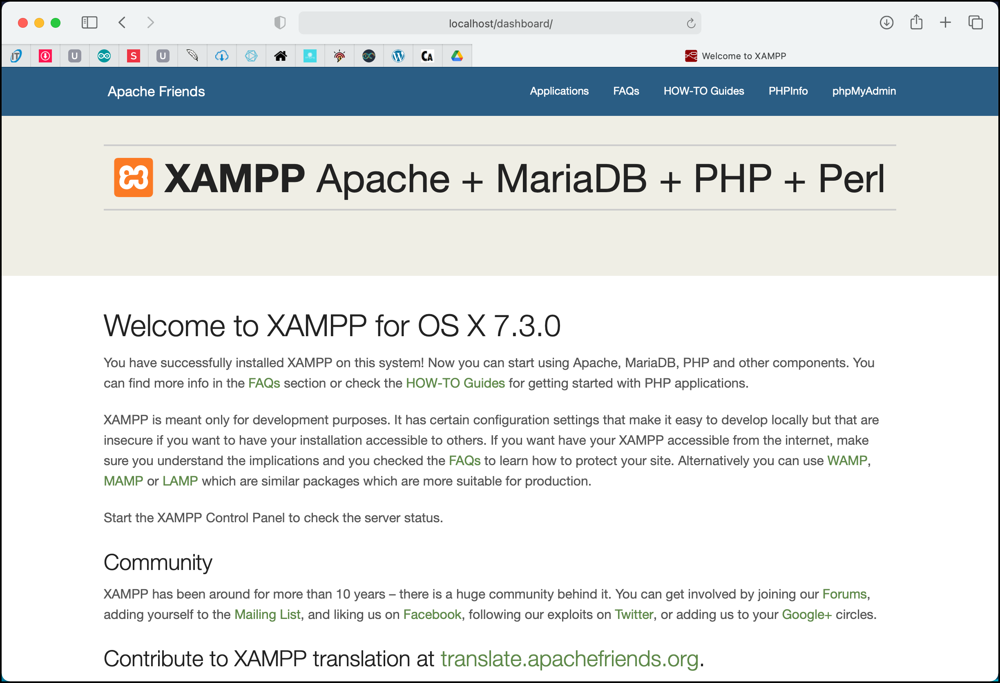 localhost/dashboard/
IT
U
S
U
CA
Welcome to XAMPP
Apache Friends
Applications
FAQs
HOW-TO Guides
PHPInfo
phpMyAdmin
XAMPP Apache + MariaDB + PHP + Perl
Welcome to XAMPP for OS X 7.3.0
You have successfully installed XAMPP on this system! Now you can start using Apache, MariaDB, PHP and other components. You
can find more info in the FAQs section or check the HOW-TO Guides for getting started with PHP applications.
XAMPP is meant only for development purposes. It has certain configuration settings that make it easy to develop locally but that are
insecure if you want to have your installation accessible to others. If you want have your XAMPP accessible from the internet, make
sure you understand the implications and you checked the FAQs to learn how to protect your site. Alternatively you can use WAMP,
MAMP or LAMP which are similar packages which are more suitable for production.
Start the XAMPP Control Panel to check the server status.
Community
XAMPP has been around for more than 10 years – there is a huge community behind it. You can get involved by joining our Forums,
adding yourself to the Mailing List, and liking us on Facebook, following our exploits on Twitter, or adding us to your Google+ circles.
Contribute to XAMPP translation at translate.apachefriends.org.